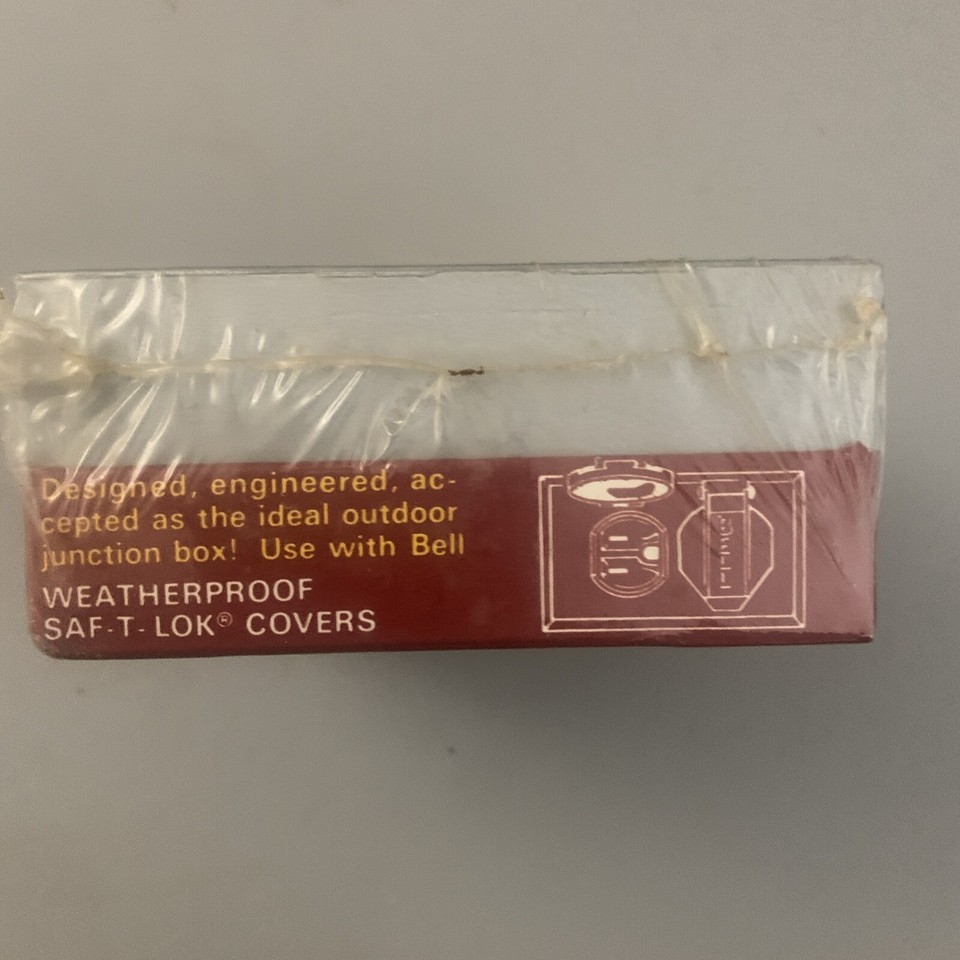 Designed, engineered, ac-
cepted as the ideal outdoor
junction box! Use with Bell
WEATHERPROOF
SAF-T-LOK® COVERS